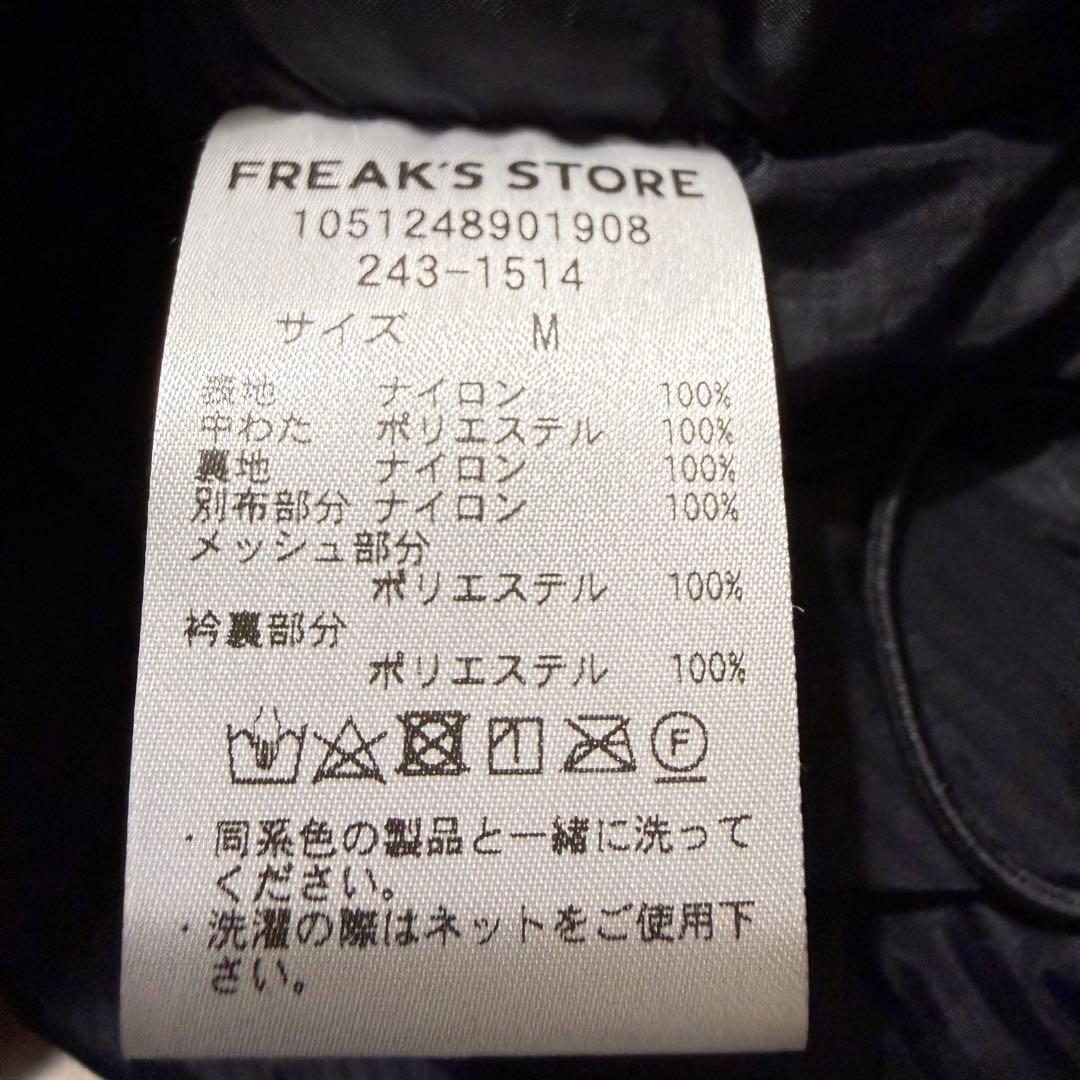 FREAK'S STORE
1051248901908
243-1514
サイズ M
表地 ナイロン 100%
中わた ポリエステル 100%
裏地 ナイロン 100%
別布部分 ナイロン 100%
メッシュ部分
ポリエステル 100%
衿裏部分
ポリエステル 100%
F
・同系色の製品と一緒に洗って
ください。
・洗濯の際はネットをご使用下
さい。